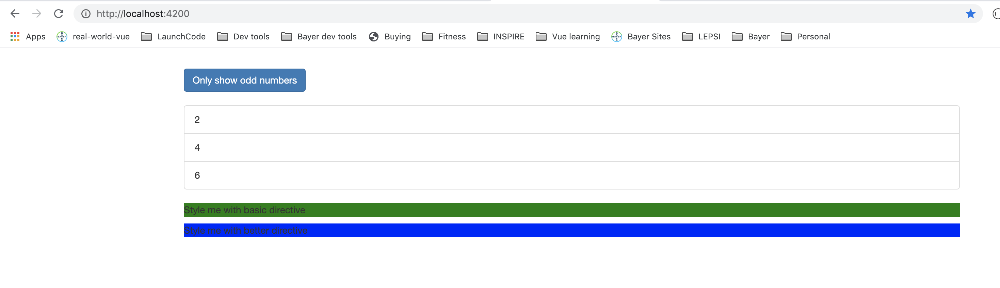 http://localhost:4200
Apps real-world-vue LaunchCode Dev tools Bayer dev tools Buying Fitness INSPIRE Vue learning Bayer Sites LEPSI Bayer Personal
Only show odd numbers
2
4
6
Style me with basic directive
Style me with better directive